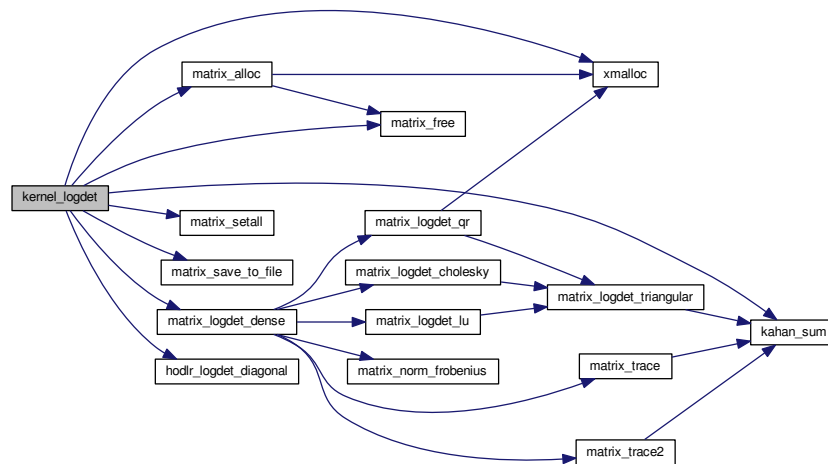 xmalloc
matrix_alloc
matrix_free
kernel_logdet
matrix_setall
matrix_logdet_qr
matrix_save_to_file
matrix_logdet_cholesky
matrix_logdet_triangular
matrix_logdet_dense
matrix_logdet_lu
kahan_sum
hodlr_logdet_diagonal
matrix_norm_frobenius
matrix_trace
matrix_trace2